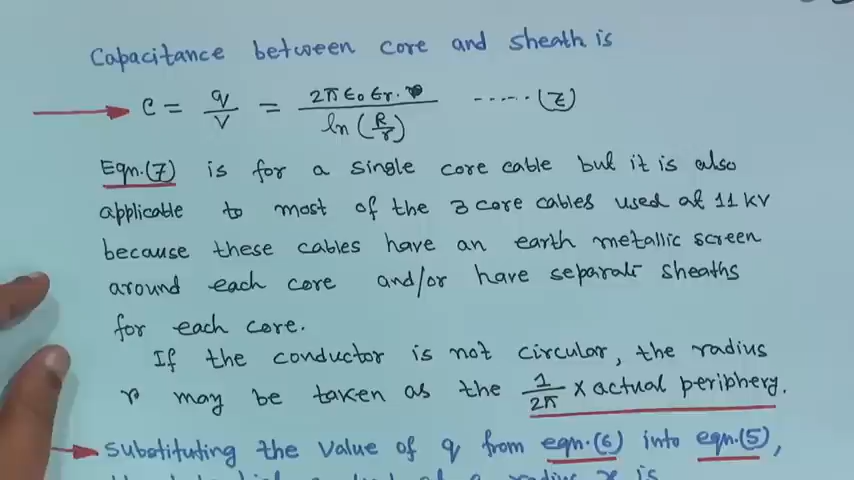 Capacitance between core and sheath is
C = q/V = 2π ϵ0 ϵr. / ln (R/r) ...... (7)
Eqn.(7) is for a single core cable but it is also
applicable to most of the 3 core cables used at 11 kV
because these cables have an earth metallic screen
around each core and/or have separate sheaths
for each core.
If the conductor is not circular, the radius
r may be taken as the 1/2π × actual periphery.
Substituting the value of q from eqn.(6) into eqn.(5),
radius x is